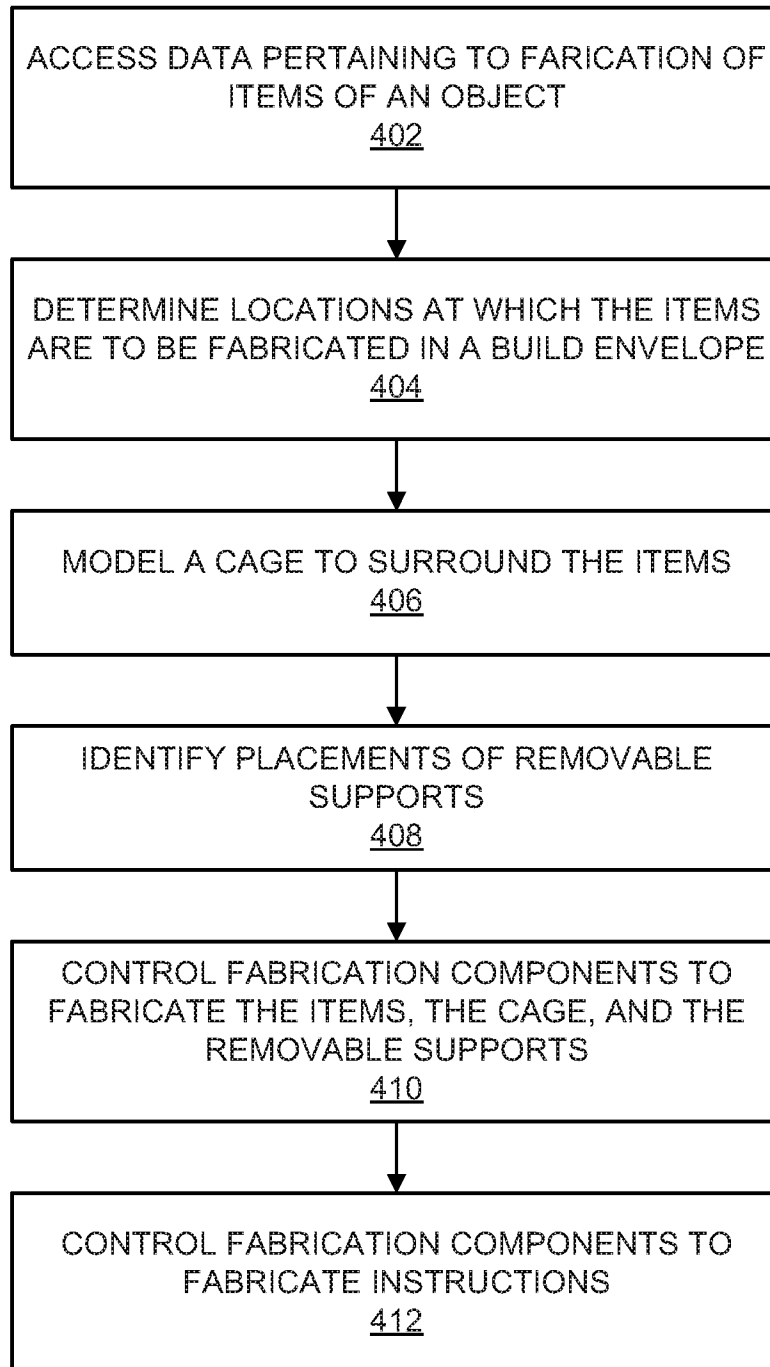 ACCESS DATA PERTAINING TO FARICATION OF
ITEMS OF AN OBJECT
402
DETERMINE LOCATIONS AT WHICH THE ITEMS
ARE TO BE FABRICATED IN A BUILD ENVELOPE
404
MODEL A CAGE TO SURROUND THE ITEMS
406
IDENTIFY PLACEMENTS OF REMOVABLE
SUPPORTS
408
CONTROL FABRICATION COMPONENTS TO
FABRICATE THE ITEMS, THE CAGE, AND THE
REMOVABLE SUPPORTS
410
CONTROL FABRICATION COMPONENTS TO
FABRICATE INSTRUCTIONS
412